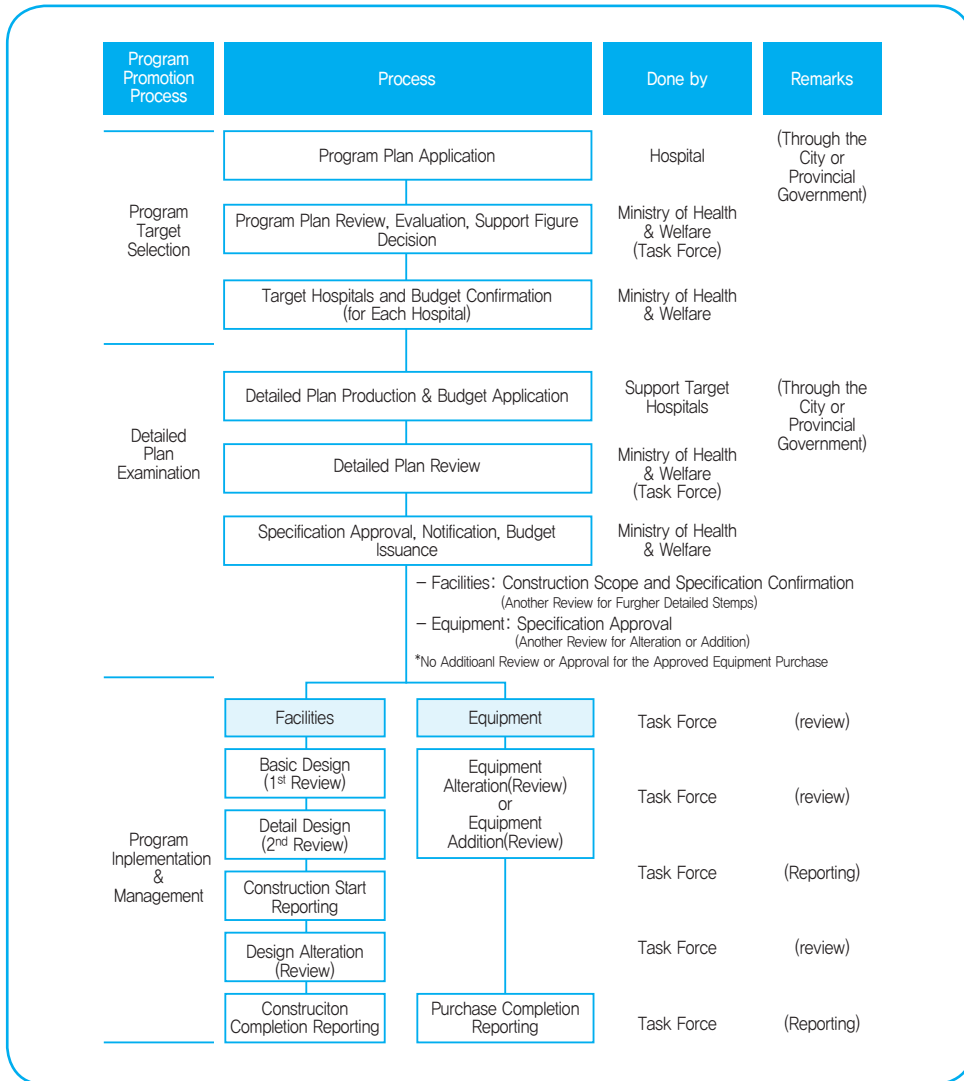 Program
Promotion
Process
Process
Done by
Remarks
Program
Target
Selection
Program Plan Application
Hospital
(Through the
City or
Provincial
Government)
Program Plan Review, Evaluation, Support Figure
Decision
Ministry of Health
& Welfare
(Task Force)
Target Hospitals and Budget Confirmation
(for Each Hospital)
Ministry of Health
& Welfare
Detailed
Plan
Examination
Detailed Plan Production & Budget Application
Support Target
Hospitals
(Through the
City or
Provincial
Government)
Detailed Plan Review
Ministry of Health
& Welfare
(Task Force)
Specification Approval, Notification, Budget
Issuance
Ministry of Health
& Welfare
– Facilities: Construction Scope and Specification Confirmation
(Another Review for Furgher Detailed Stemps)
– Equipment: Specification Approval
(Another Review for Alteration or Addition)
*No Additioanl Review or Approval for the Approved Equipment Purchase
Program
Inplementation
&
Management
Facilities
Equipment
Task Force
(review)
Basic Design
(1st Review)
Equipment
Alteration(Review)
or
Equipment
Addition(Review)
Task Force
(review)
Detail Design
(2nd Review)
Construction Start
Reporting
Task Force
(Reporting)
Design Alteration
(Review)
Task Force
(review)
Construciton
Completion Reporting
Purchase Completion
Reporting
Task Force
(Reporting)